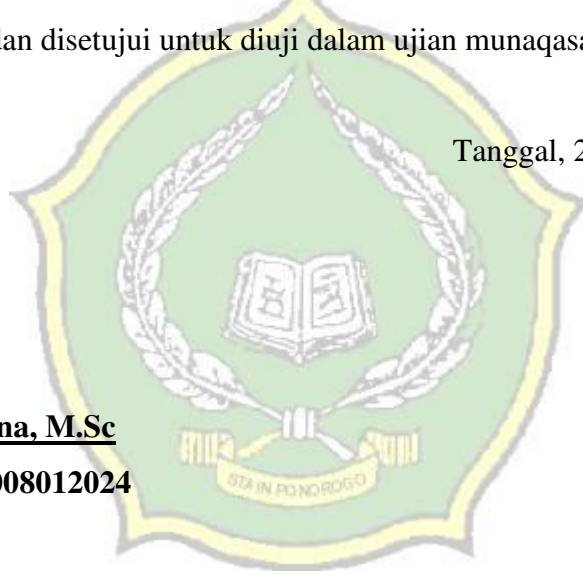 dan disetujui untuk diuji dalam ujian munaqasa
Tanggal, 2
na, M.Sc
008012024
STAIN PONOROGO